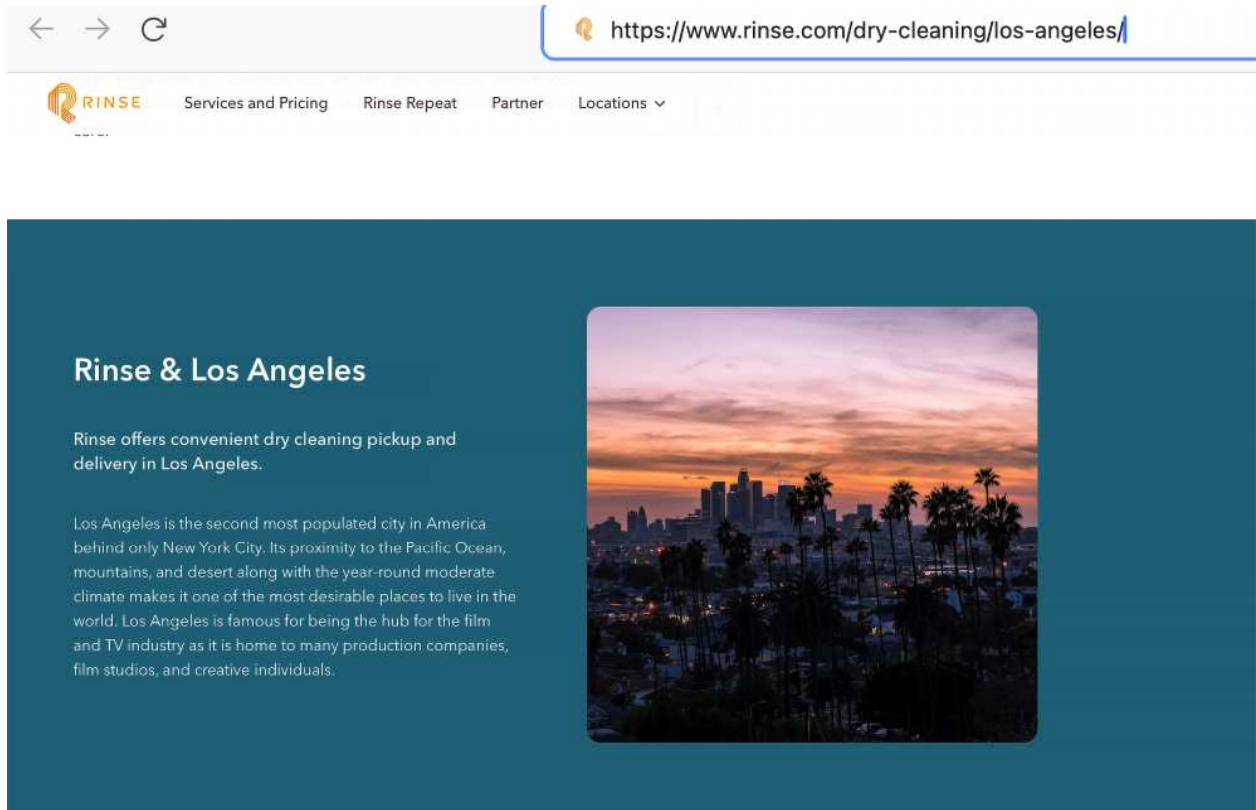 https://www.rinse.com/dry-cleaning/los-angeles/
RINSE Services and Pricing Rinse Repeat Partner Locations
Rinse & Los Angeles
Rinse offers convenient dry cleaning pickup and
delivery in Los Angeles.
Los Angeles is the second most populated city in America
behind only New York City. Its proximity to the Pacific Ocean,
mountains, and desert along with the year-round moderate
climate makes it one of the most desirable places to live in the
world. Los Angeles is famous for being the hub for the film
and TV industry as it is home to many production companies,
film studios, and creative individuals.